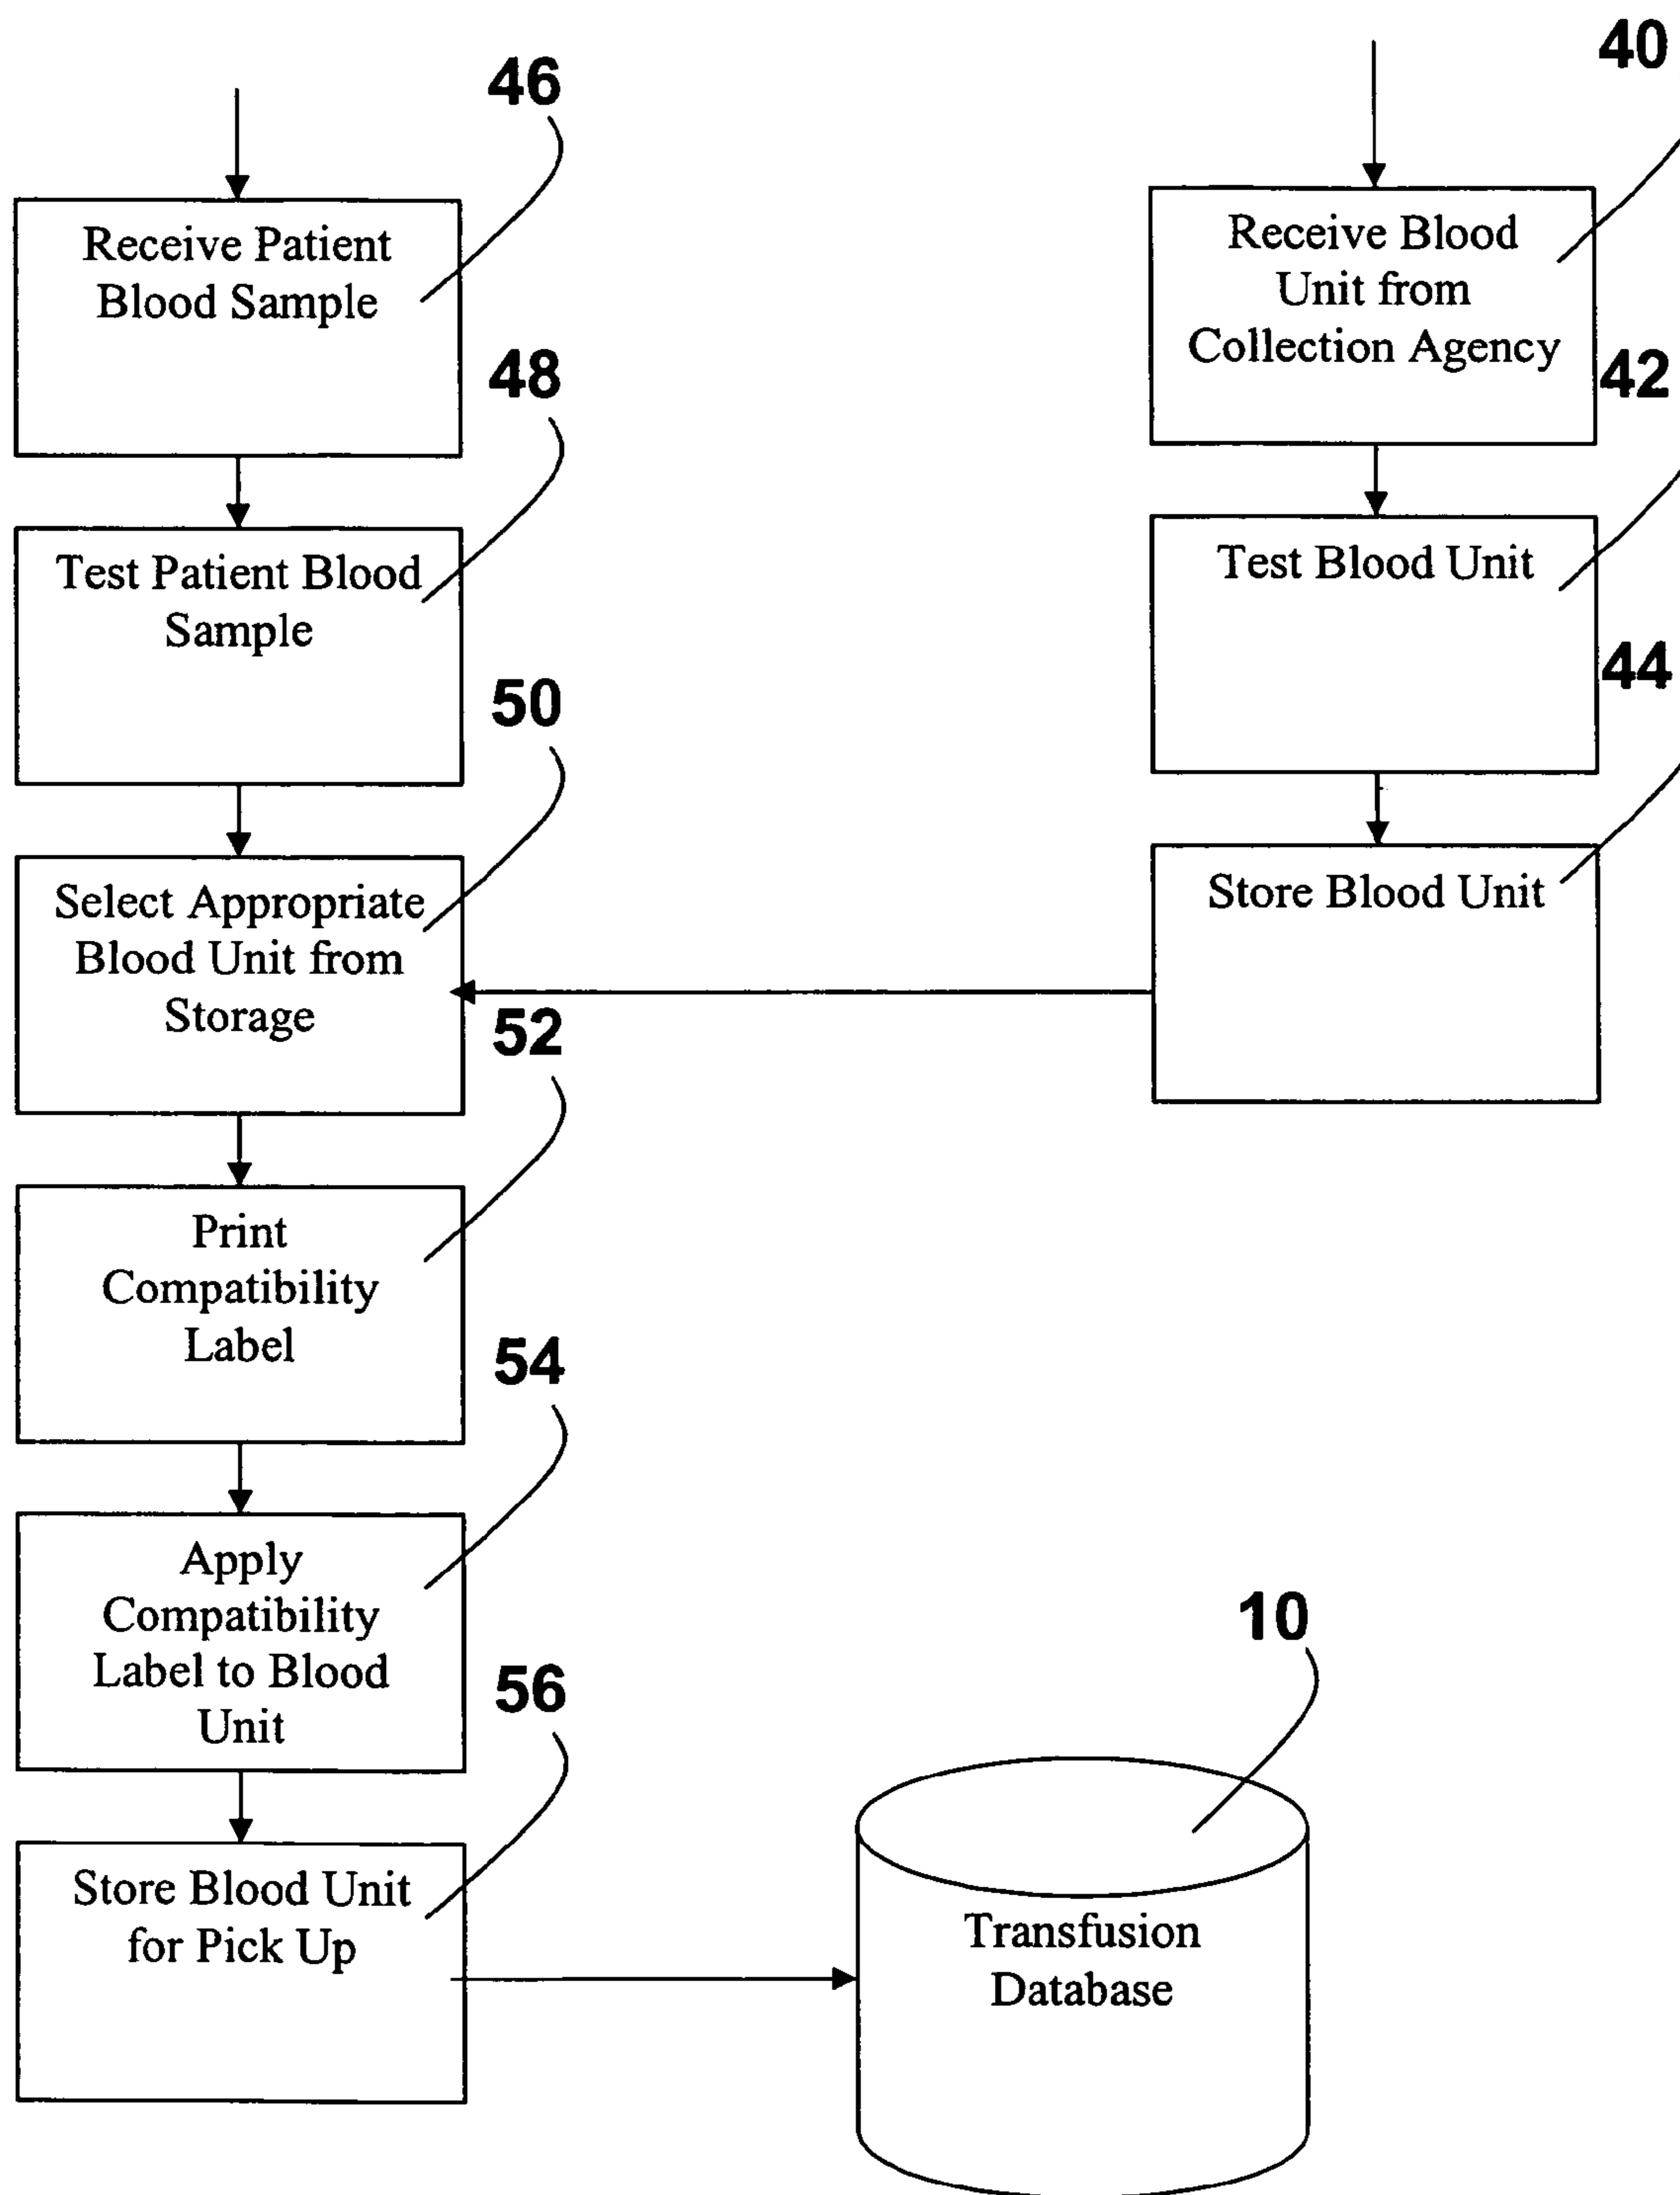 46
Receive Patient
Blood Sample
48
Test Patient Blood
Sample
50
Select Appropriate
Blood Unit from
Storage
52
Print
Compatibility
Label
54
Apply
Compatibility
Label to Blood
Unit
56
Store Blood Unit
for Pick Up
40
Receive Blood
Unit from
Collection Agency
42
Test Blood Unit
44
Store Blood Unit
10
Transfusion
Database